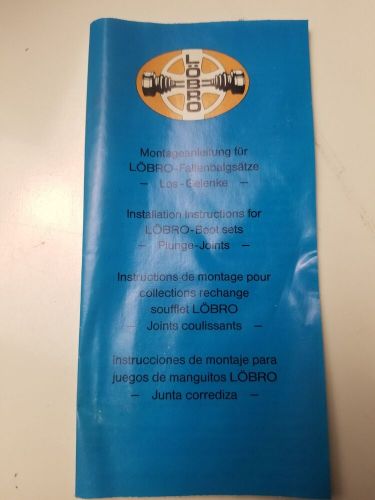 LÖBRO
Montageanleitung für
LÖBRO-Faltenbalgsätze
- Los-Gelenke -
Installation Instructions for
LÖBRO-Boot sets
- Plunge-Joints -
Instructions de montage pour
collections rechange
soufflet LÖBRO
- Joints coulissants -
Instrucciones de montaje para
juegos de manguitos LÖBRO
- Junta corrediza -